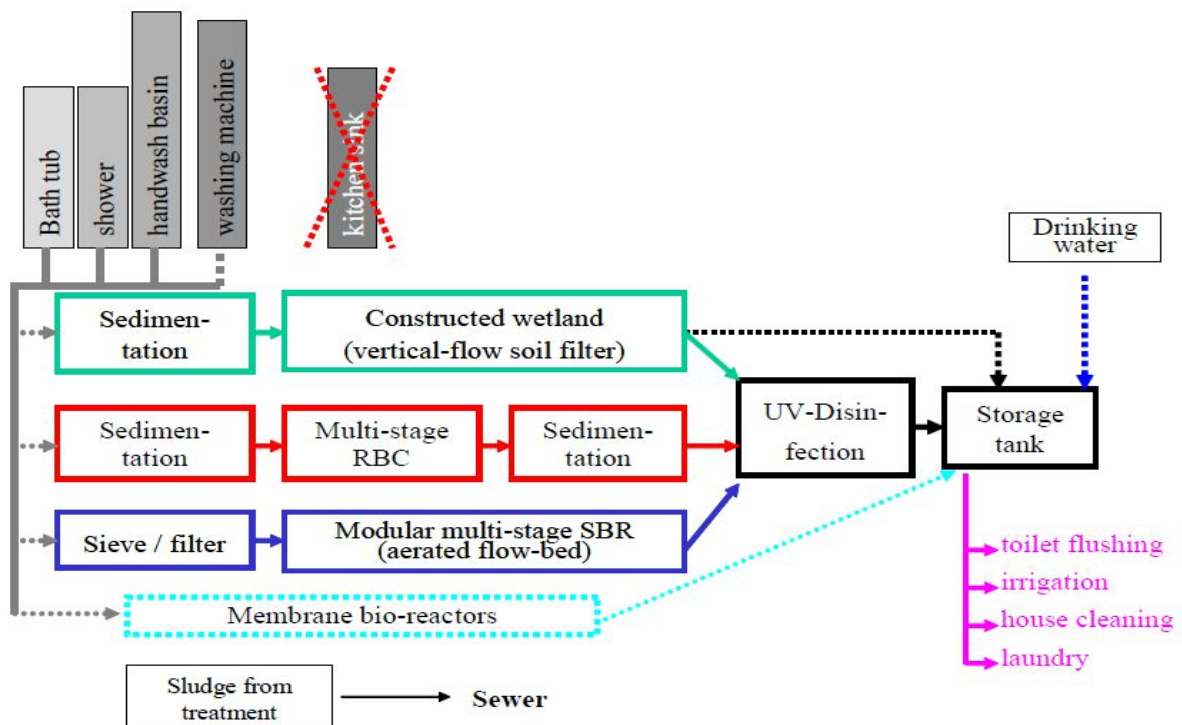 Bath tub
shower
handwash basin
washing machine
kitchen sink
Drinking
water
Sedimen-
tation
Constructed wetland
(vertical-flow soil filter)
Sedimen-
tation
Multi-stage
RBC
Sedimen-
tation
UV-Disin-
fection
Storage
tank
Sieve / filter
Modular multi-stage SBR
(aerated flow-bed)
Membrane bio-reactors
toilet flushing
irrigation
house cleaning
laundry
Sludge from
treatment
Sewer